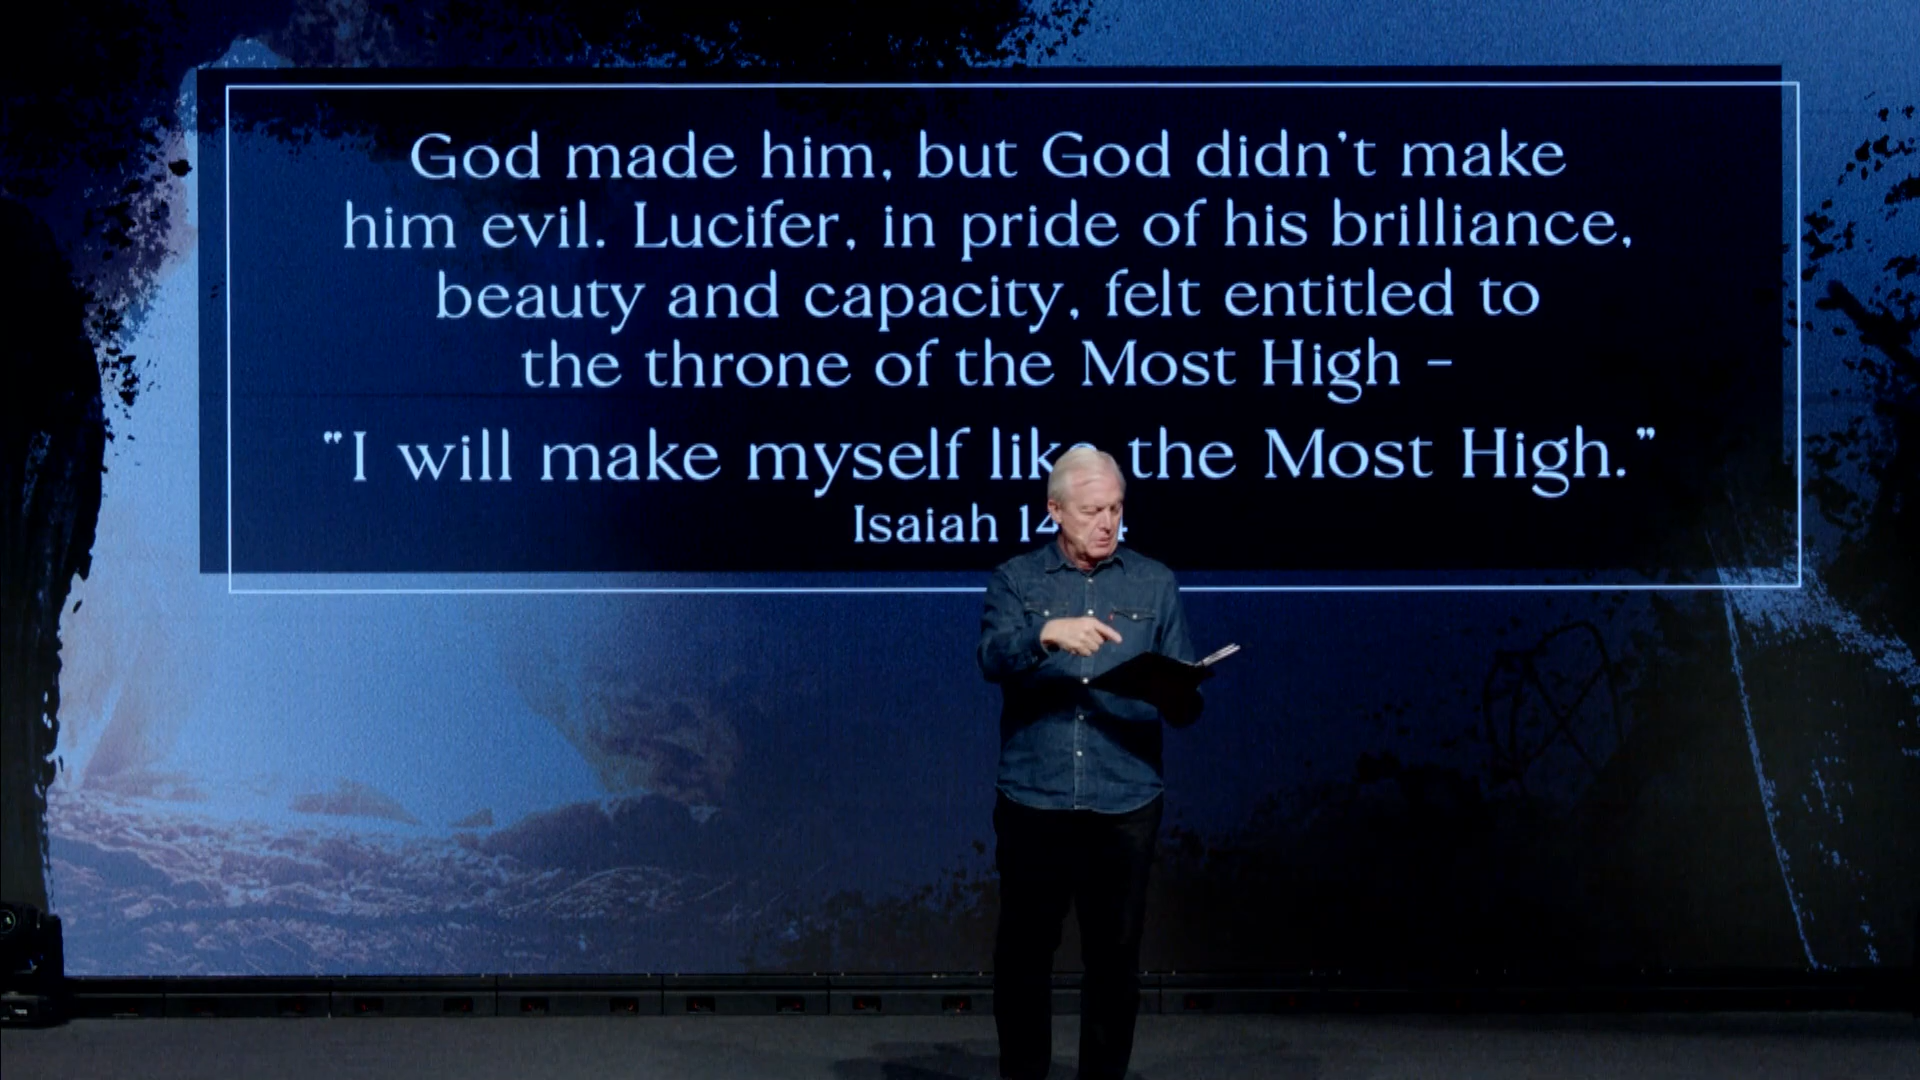 God made him, but God didn't make
him evil. Lucifer, in pride of his brilliance,
beauty and capacity, felt entitled to
the throne of the Most High –
“I will make myself like the Most High.”
Isaiah